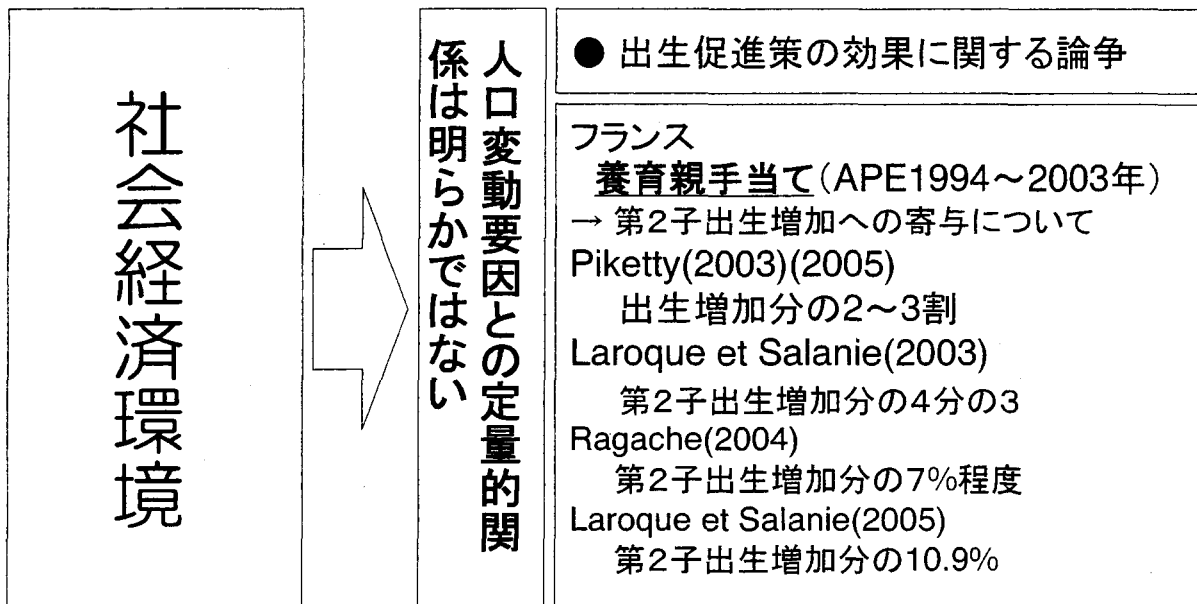 社会経済環境
人口変動要因との定量的関
係は明らかではない
● 出生促進策の効果に関する論争
フランス
養育親手当て(APE1994～2003年)
→ 第2子出生増加への寄与について
Piketty(2003)(2005)
出生増加分の2～3割
Laroque et Salanie(2003)
第2子出生増加分の4分の3
Ragache(2004)
第2子出生増加分の7%程度
Laroque et Salanie(2005)
第2子出生増加分の10.9%